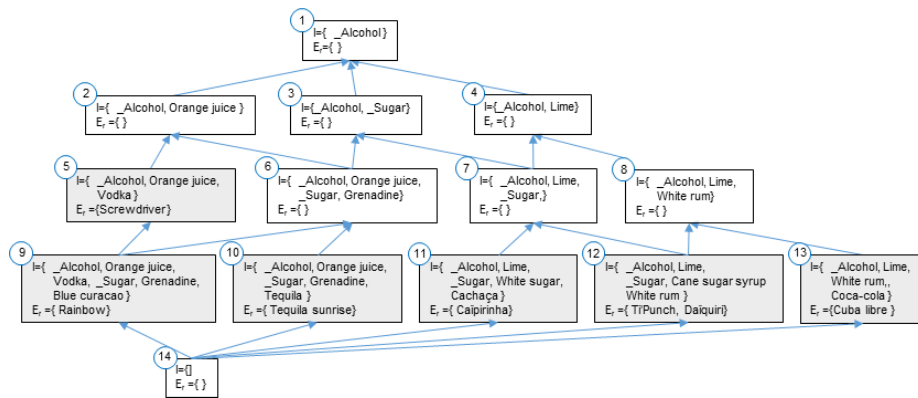 1
I={ _Alcohol }
Er={ }
2
I={ _Alcohol, Orange juice }
Er ={ }
3
I={_Alcohol, _Sugar}
Er ={ }
4
I={_Alcohol, Lime}
Er ={ }
5
I={ _Alcohol, Orange juice,
Vodka }
Er ={Screwdriver}
6
I={ _Alcohol, Orange juice,
_Sugar, Grenadine}
Er ={ }
7
I={ _Alcohol, Lime,
_Sugar,}
Er ={ }
8
I={ _Alcohol, Lime,
White rum}
Er ={ }
9
I={ _Alcohol, Orange juice,
Vodka, _Sugar, Grenadine,
Blue curacao }
Er ={ Rainbow}
10
I={ _Alcohol, Orange juice,
_Sugar, Grenadine,
Tequila }
Er ={ Tequila sunrise}
11
I={ _Alcohol, Lime,
_Sugar, White sugar,
Cachaça }
Er ={ Caïpirinha}
12
I={ _Alcohol, Lime,
_Sugar, Cane sugar syrup
White rum }
Er ={ Ti'Punch, Daïquiri}
13
I={ _Alcohol, Lime,
White rum,,
Coca-cola }
Er ={Cuba libre }
14
I={]
Er ={ }